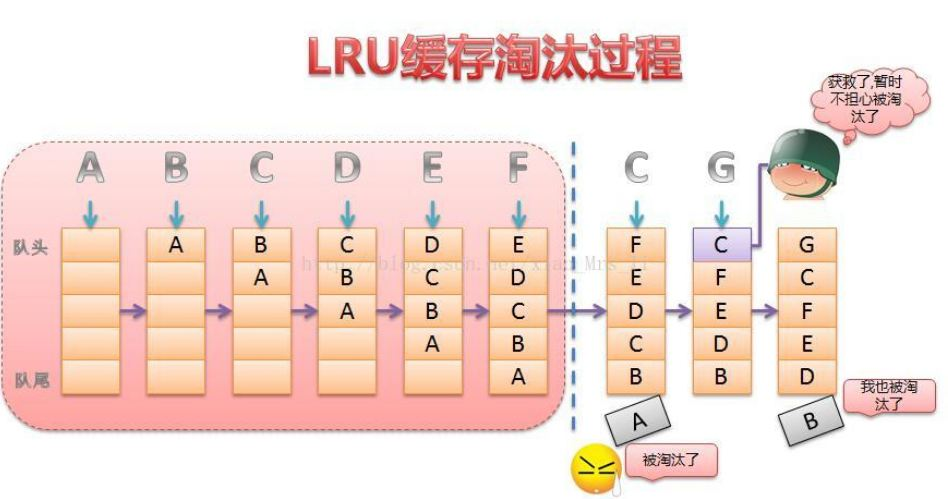 LRU缓存淘汰过程
获救了,暂时
不担心被淘
汰了
A B C D E F C G
队头 A B C D E F C G
A B C D E F C
A B C D E F
A B C D E
队尾 A B B D
A B
我也被淘
汰了
被淘汰了